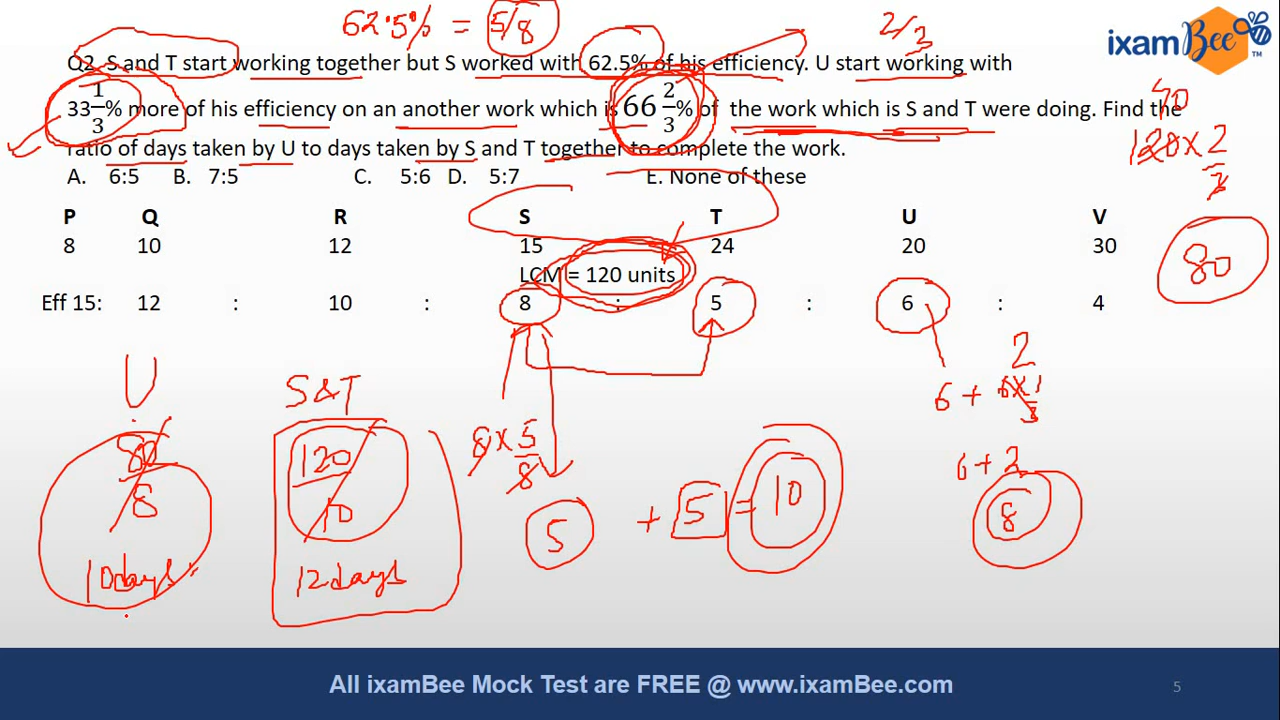 62.5% = 5/8
2/3
ixamBee™
Q2. S and T start working together but S worked with 62.5% of his efficiency. U start working with
33 1/3% more of his efficiency on an another work which is 66 2/3% of the work which is S and T were doing. Find the
ratio of days taken by U to days taken by S and T together to complete the work.
40
120 × 2/3
80
A. 6:5 B. 7:5 C. 5:6 D. 5:7 E. None of these
P Q R S T U V
8 10 12 15 24 20 30
LCM = 120 units
Eff 15: 12 : 10 : 8 : 5 : 6 : 4
U
80/8
10days
S&T
120/10
12days
8 × 5/8
5 + 5 = 10
2
6 + 6×1/3
6 + 2
8
All ixamBee Mock Test are FREE @ www.ixamBee.com
5